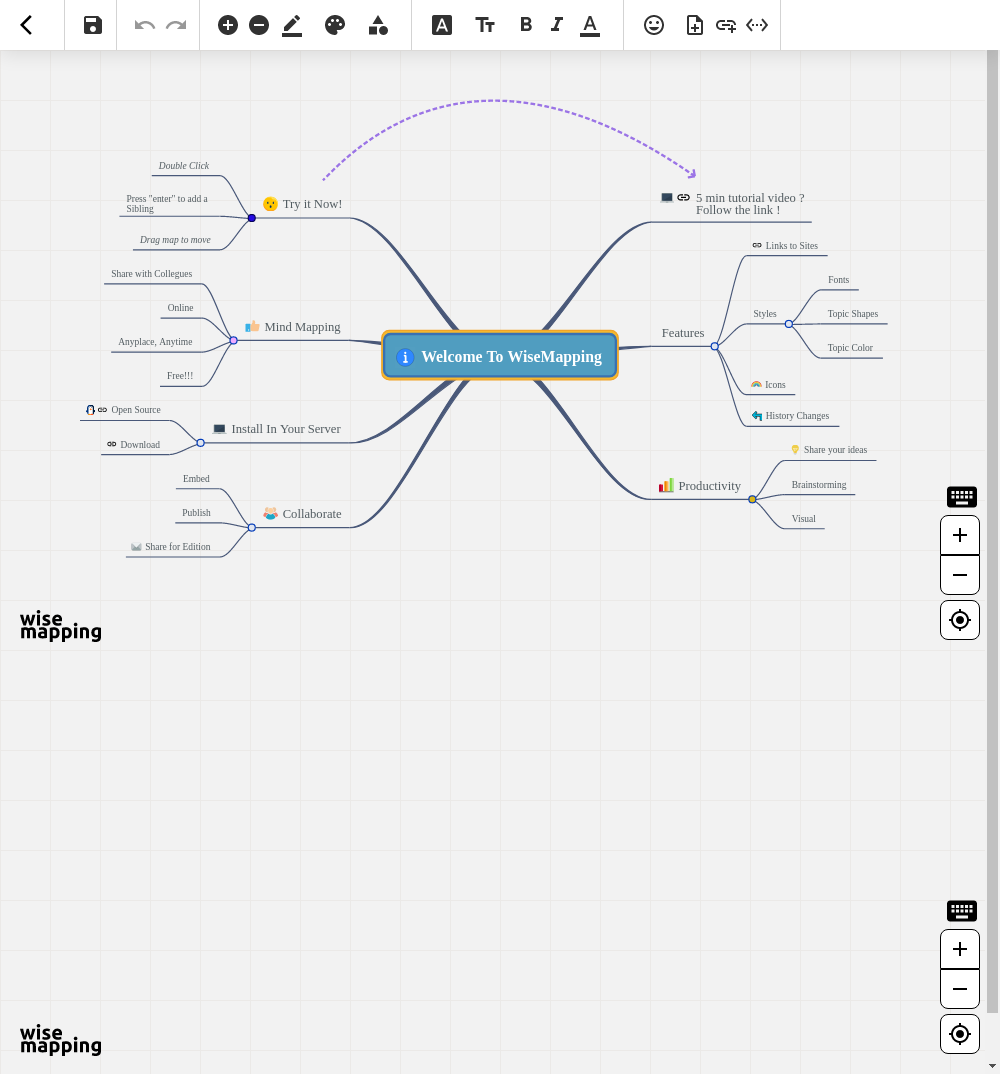 A
Tт
B
I
A
Double Click
Press "enter" to add a
Sibling
Drag map to move
Try it Now!
Share with Collegues
Online
Anyplace, Anytime
Free!!!
Mind Mapping
Open Source
Download
Install In Your Server
Embed
Publish
Share for Edition
Collaborate
Welcome To WiseMapping
5 min tutorial video ?
Follow the link !
Links to Sites
Fonts
Styles
Topic Shapes
Topic Color
Features
Icons
History Changes
Share your ideas
Productivity
Brainstorming
Visual
wise
mapping
wise
mapping